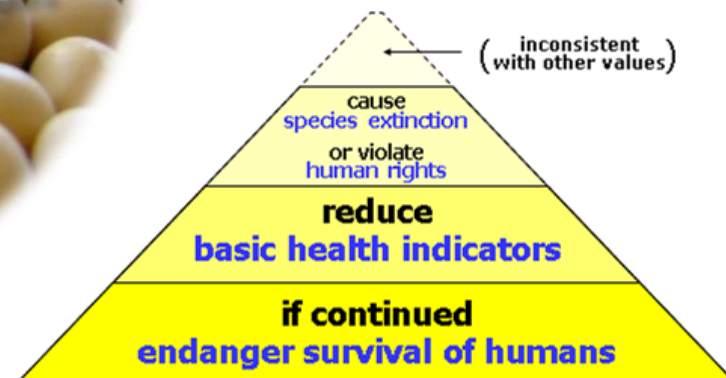 (inconsistent
with other values)
cause
species extinction
or violate
human rights
reduce
basic health indicators
if continued
endanger survival of humans